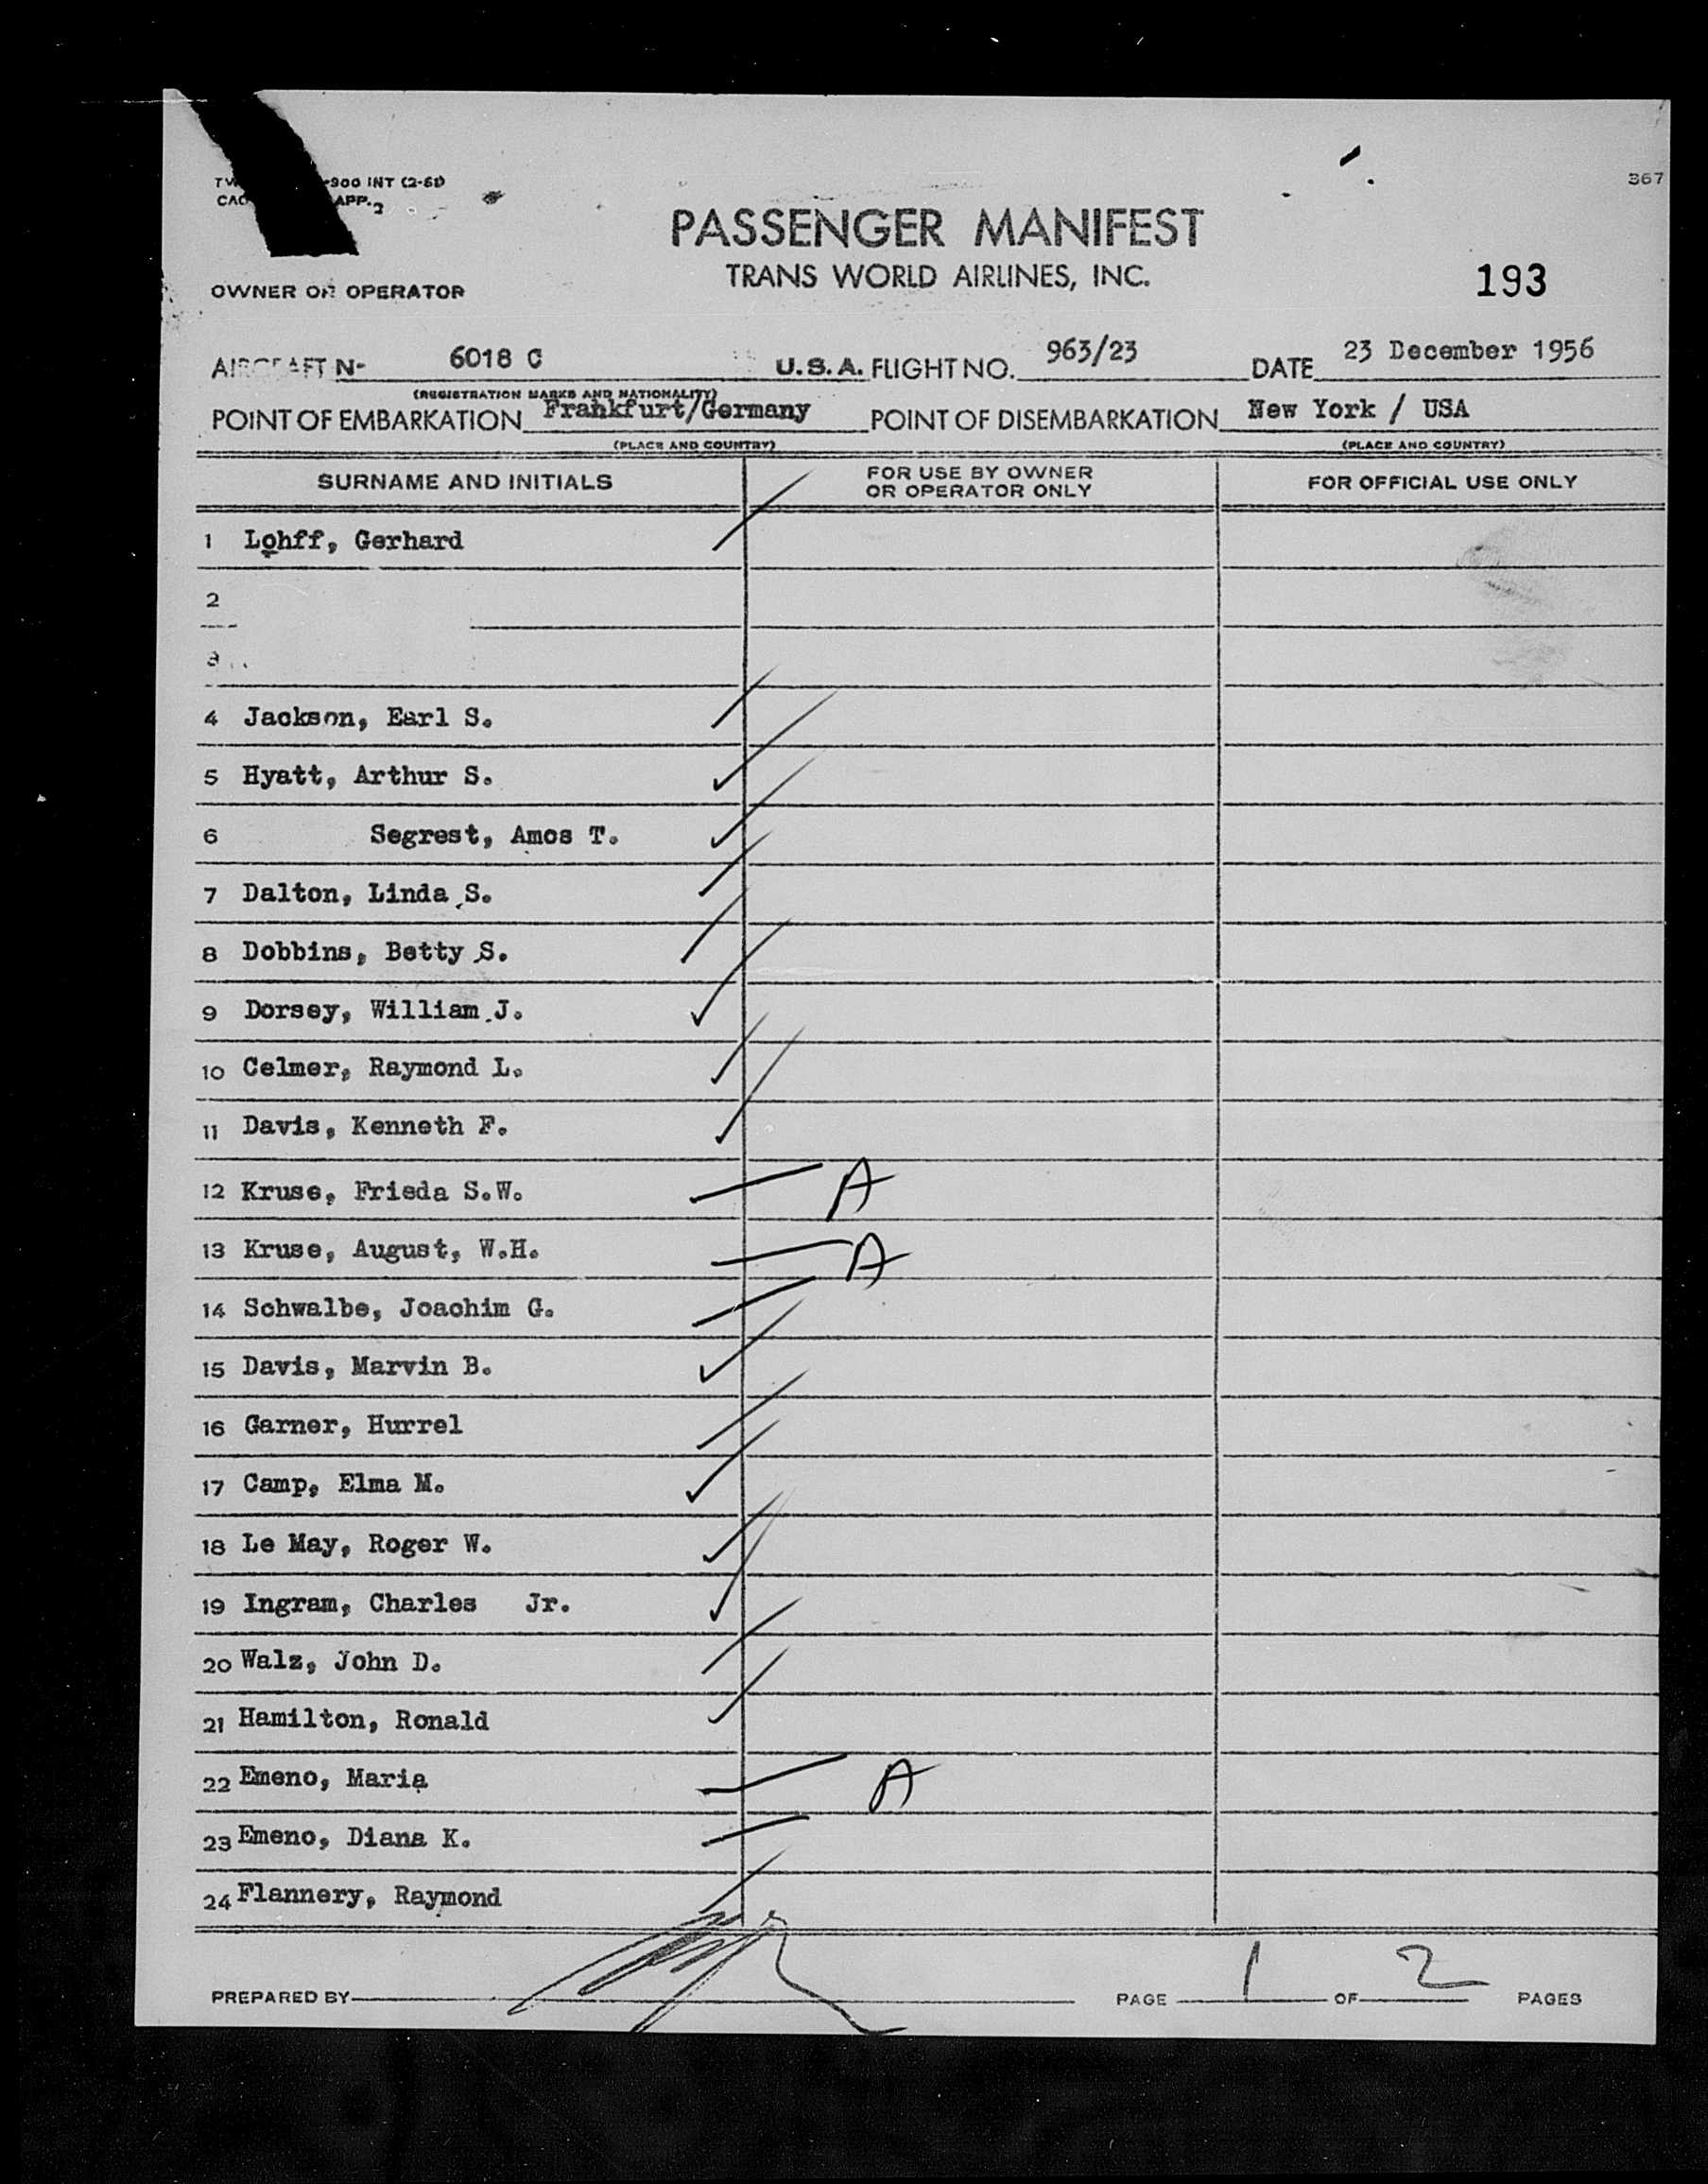 -900 INT (2-61)
APP. 2
367
PASSENGER MANIFEST
TRANS WORLD AIRLINES, INC.
193
OWNER OR OPERATOR
AIRCRAFT N- 6018 C U.S.A. FLIGHT NO. 963/23 DATE 23 December 1956
(REGISTRATION MARKS AND NATIONALITY)
POINT OF EMBARKATION Frankfurt/Germany POINT OF DISEMBARKATION New York / USA
(PLACE AND COUNTRY) (PLACE AND COUNTRY)
SURNAME AND INITIALS FOR USE BY OWNER OR OPERATOR ONLY FOR OFFICIAL USE ONLY
1 Lohff, Gerhard
2
3
4 Jackson, Earl S.
5 Hyatt, Arthur S.
6 Segrest, Amos T.
7 Dalton, Linda S.
8 Dobbins, Betty S.
9 Dorsey, William J.
10 Celmer, Raymond L.
11 Davis, Kenneth F.
12 Kruse, Frieda S.W. A
13 Kruse, August, W.H. A
14 Schwalbe, Joachim G.
15 Davis, Marvin B.
16 Garner, Hurrel
17 Camp, Elma M.
18 Le May, Roger W.
19 Ingram, Charles Jr.
20 Walz, John D.
21 Hamilton, Ronald
22 Emeno, Maria A
23 Emeno, Diana K.
24 Flannery, Raymond
PREPARED BY PAGE 1 OF 2 PAGES